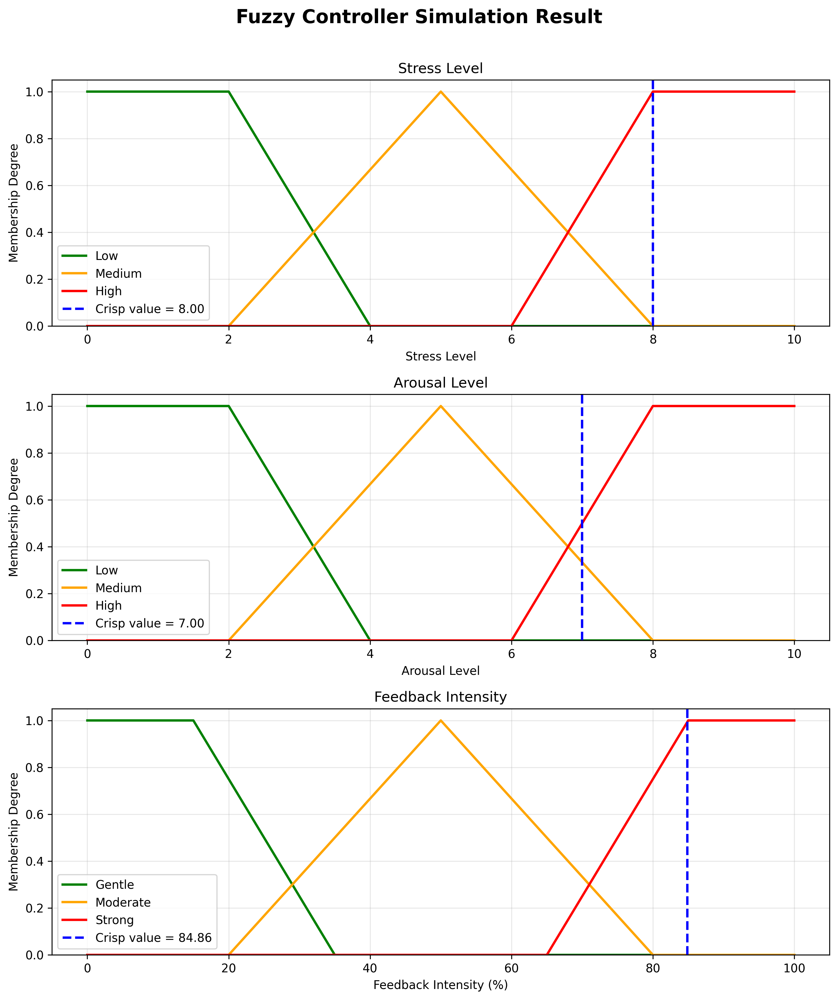 Fuzzy Controller Simulation Result
Stress Level
1.0
0.8
0.6
0.4
0.2
0.0
Membership Degree
Low
Medium
High
Crisp value = 8.00
0 2 4 6 8 10
Stress Level
Arousal Level
1.0
0.8
0.6
0.4
0.2
0.0
Membership Degree
Low
Medium
High
Crisp value = 7.00
0 2 4 6 8 10
Arousal Level
Feedback Intensity
1.0
0.8
0.6
0.4
0.2
0.0
Membership Degree
Gentle
Moderate
Strong
Crisp value = 84.86
0 20 40 60 80 100
Feedback Intensity (%)